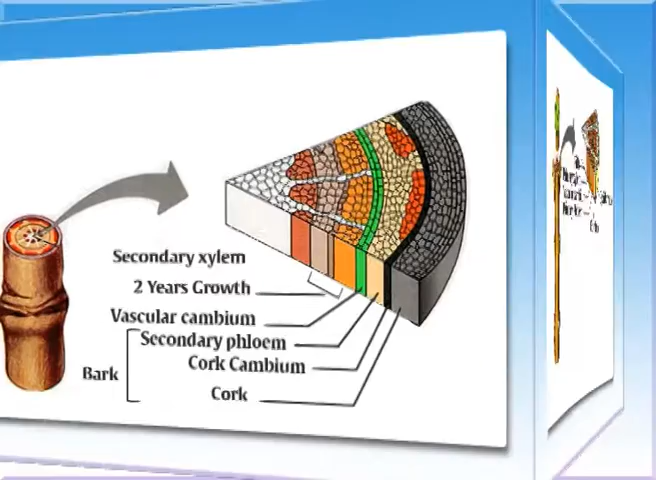 Secondary xylem
2 Years Growth
Vascular cambium
Secondary phloem
Cork Cambium
Bark
Cork